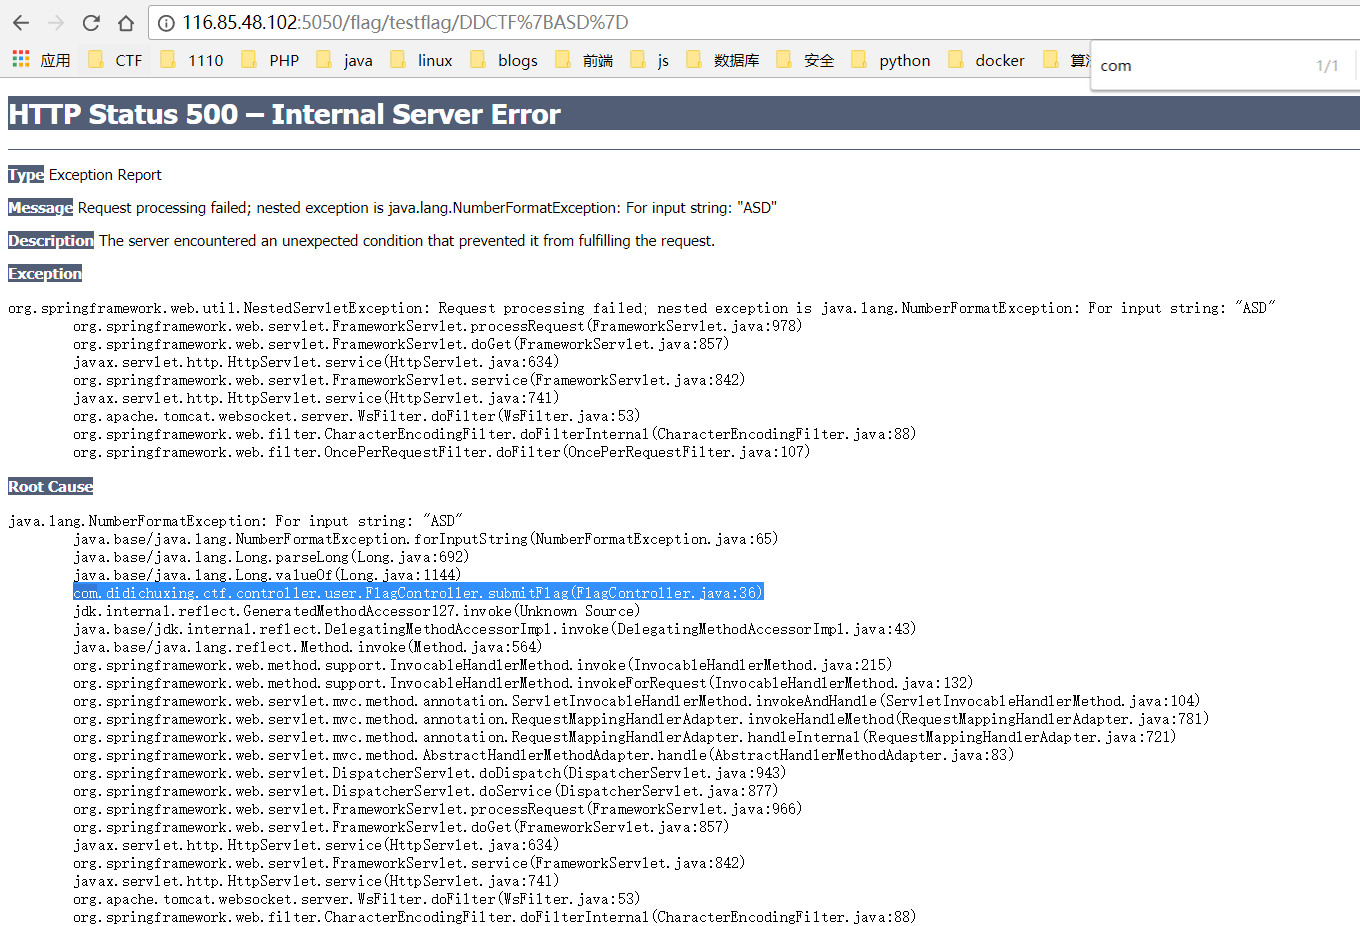 116.85.48.102:5050/flag/testflag/DDCTF%7BASD%7D
应用 CTF 1110 PHP java linux blogs 前端 js 数据库 安全 python docker
com 1/1
HTTP Status 500 – Internal Server Error
Type Exception Report
Message Request processing failed; nested exception is java.lang.NumberFormatException: For input string: "ASD"
Description The server encountered an unexpected condition that prevented it from fulfilling the request.
Exception
org.springframework.web.util.NestedServletException: Request processing failed; nested exception is java.lang.NumberFormatException: For input string: "ASD"
org.springframework.web.servlet.FrameworkServlet.processRequest(FrameworkServlet.java:978)
org.springframework.web.servlet.FrameworkServlet.doGet(FrameworkServlet.java:857)
javax.servlet.http.HttpServlet.service(HttpServlet.java:634)
org.springframework.web.servlet.FrameworkServlet.service(FrameworkServlet.java:842)
javax.servlet.http.HttpServlet.service(HttpServlet.java:741)
org.apache.tomcat.websocket.server.WsFilter.doFilter(WsFilter.java:53)
org.springframework.web.filter.CharacterEncodingFilter.doFilterInternal(CharacterEncodingFilter.java:88)
org.springframework.web.filter.OncePerRequestFilter.doFilter(OncePerRequestFilter.java:107)
Root Cause
java.lang.NumberFormatException: For input string: "ASD"
java.base/java.lang.NumberFormatException.forInputString(NumberFormatException.java:65)
java.base/java.lang.Long.parseLong(Long.java:692)
java.base/java.lang.Long.valueOf(Long.java:1144)
com.didichuxing.ctf.controller.user.FlagController.submitFlag(FlagController.java:36)
jdk.internal.reflect.GeneratedMethodAccessor127.invoke(Unknown Source)
java.base/jdk.internal.reflect.DelegatingMethodAccessorImpl.invoke(DelegatingMethodAccessorImpl.java:43)
java.base/java.lang.reflect.Method.invoke(Method.java:564)
org.springframework.web.method.support.InvocableHandlerMethod.invoke(InvocableHandlerMethod.java:215)
org.springframework.web.method.support.InvocableHandlerMethod.invokeForRequest(InvocableHandlerMethod.java:132)
org.springframework.web.servlet.mvc.method.annotation.ServletInvocableHandlerMethod.invokeAndHandle(ServletInvocableHandlerMethod.java:104)
org.springframework.web.servlet.mvc.method.annotation.RequestMappingHandlerAdapter.invokeHandleMethod(RequestMappingHandlerAdapter.java:781)
org.springframework.web.servlet.mvc.method.annotation.RequestMappingHandlerAdapter.handleInternal(RequestMappingHandlerAdapter.java:721)
org.springframework.web.servlet.mvc.method.AbstractHandlerMethodAdapter.handle(AbstractHandlerMethodAdapter.java:83)
org.springframework.web.servlet.DispatcherServlet.doDispatch(DispatcherServlet.java:943)
org.springframework.web.servlet.DispatcherServlet.doService(DispatcherServlet.java:877)
org.springframework.web.servlet.FrameworkServlet.processRequest(FrameworkServlet.java:966)
org.springframework.web.servlet.FrameworkServlet.doGet(FrameworkServlet.java:857)
javax.servlet.http.HttpServlet.service(HttpServlet.java:634)
org.springframework.web.servlet.FrameworkServlet.service(FrameworkServlet.java:842)
javax.servlet.http.HttpServlet.service(HttpServlet.java:741)
org.apache.tomcat.websocket.server.WsFilter.doFilter(WsFilter.java:53)
org.springframework.web.filter.CharacterEncodingFilter.doFilterInternal(CharacterEncodingFilter.java:88)